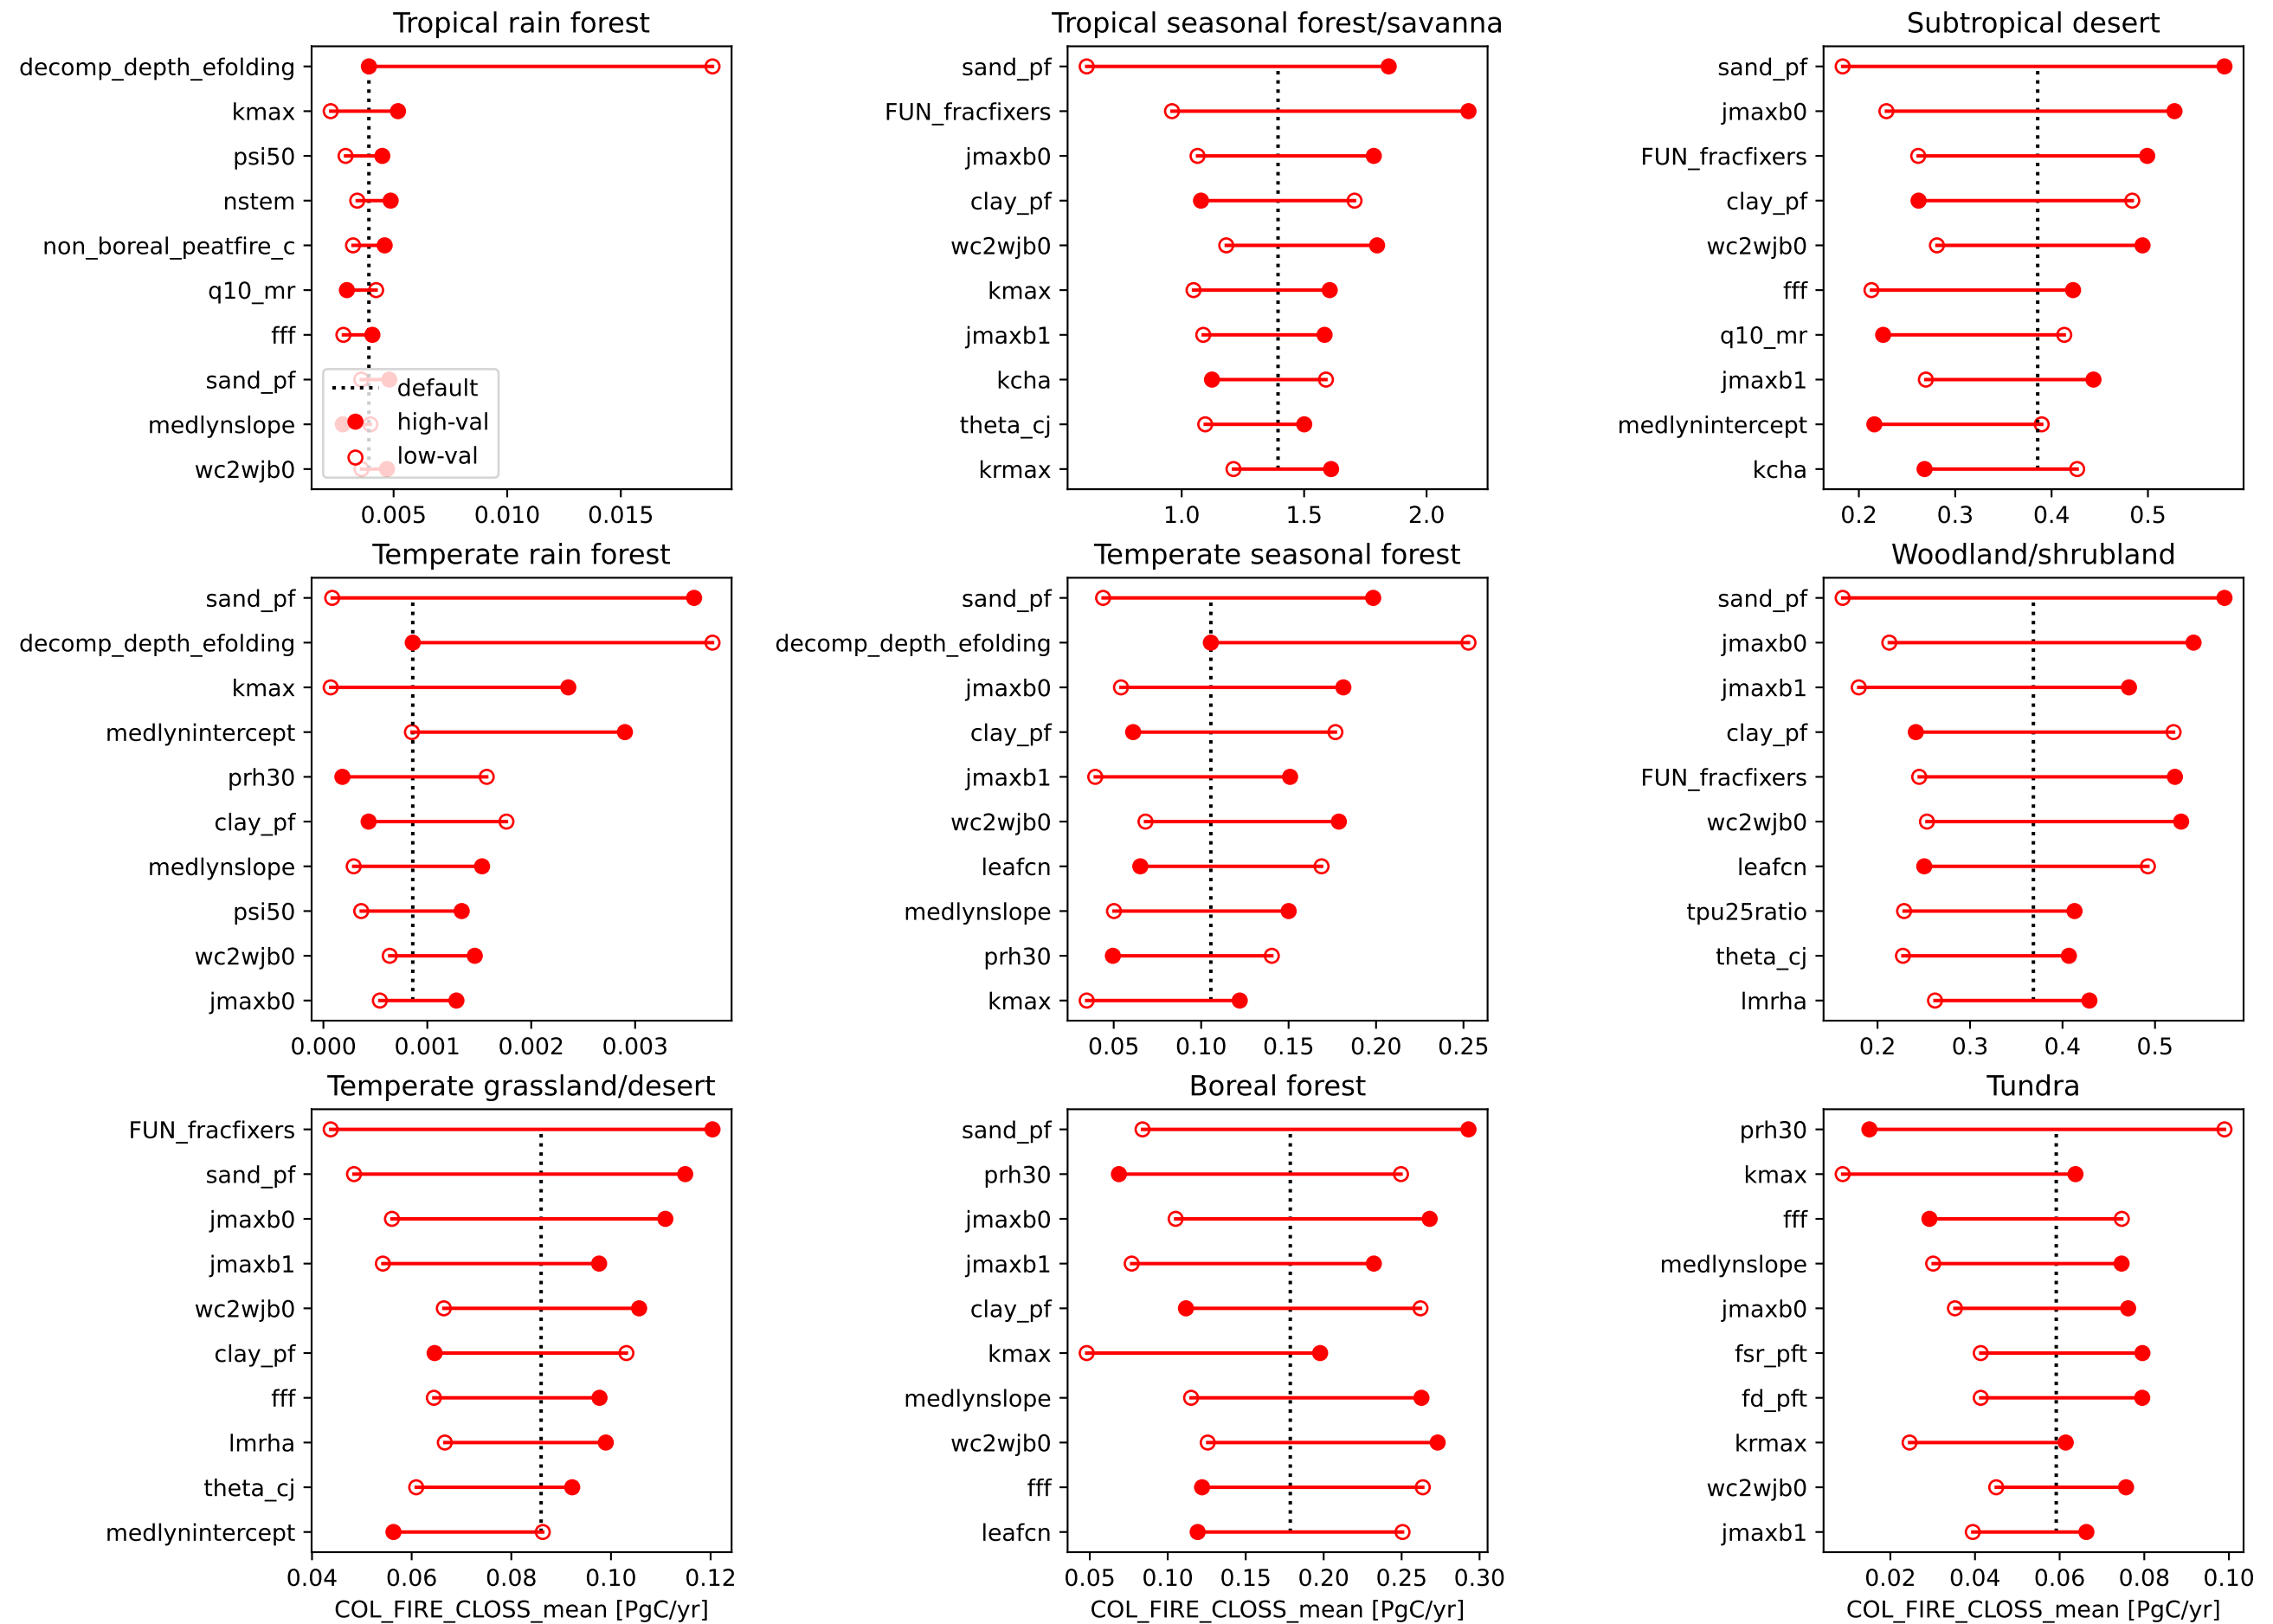 Tropical rain forest
decomp_depth_efolding
kmax
psi50
nstem
non_boreal_peatfire_c
q10_mr
fff
sand_pf
medlynslope
wc2wjb0
default
high-val
low-val
0.005 0.010 0.015
Tropical seasonal forest/savanna
sand_pf
FUN_fracfixers
jmaxb0
clay_pf
wc2wjb0
kmax
jmaxb1
kcha
theta_cj
krmax
1.0 1.5 2.0
Subtropical desert
sand_pf
jmaxb0
FUN_fracfixers
clay_pf
wc2wjb0
fff
q10_mr
jmaxb1
medlynintercept
kcha
0.2 0.3 0.4 0.5
Temperate rain forest
sand_pf
decomp_depth_efolding
kmax
medlynintercept
prh30
clay_pf
medlynslope
psi50
wc2wjb0
jmaxb0
0.000 0.001 0.002 0.003
Temperate seasonal forest
sand_pf
decomp_depth_efolding
jmaxb0
clay_pf
jmaxb1
wc2wjb0
leafcn
medlynslope
prh30
kmax
0.05 0.10 0.15 0.20 0.25
Woodland/shrubland
sand_pf
jmaxb0
jmaxb1
clay_pf
FUN_fracfixers
wc2wjb0
leafcn
tpu25ratio
theta_cj
lmrha
0.2 0.3 0.4 0.5
Temperate grassland/desert
FUN_fracfixers
sand_pf
jmaxb0
jmaxb1
wc2wjb0
clay_pf
fff
lmrha
theta_cj
medlynintercept
0.04 0.06 0.08 0.10 0.12
COL_FIRE_CLOSS_mean [PgC/yr]
Boreal forest
sand_pf
prh30
jmaxb0
jmaxb1
clay_pf
kmax
medlynslope
wc2wjb0
fff
leafcn
0.05 0.10 0.15 0.20 0.25 0.30
COL_FIRE_CLOSS_mean [PgC/yr]
Tundra
prh30
kmax
fff
medlynslope
jmaxb0
fsr_pft
fd_pft
krmax
wc2wjb0
jmaxb1
0.02 0.04 0.06 0.08 0.10
COL_FIRE_CLOSS_mean [PgC/yr]